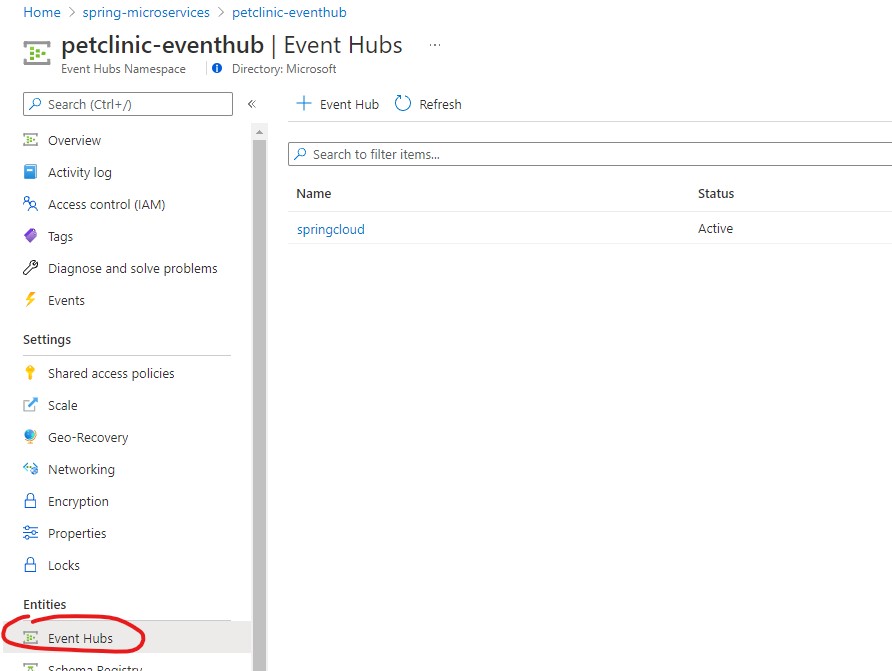 Home > spring-microservices > petclinic-eventhub
petclinic-eventhub | Event Hubs ...
Event Hubs Namespace | Directory: Microsoft
Search (Ctrl+/)
«
Overview
Activity log
Access control (IAM)
Tags
Diagnose and solve problems
Events
Settings
Shared access policies
Scale
Geo-Recovery
Networking
Encryption
Properties
Locks
Entities
Event Hubs
Schema Registry
+ Event Hub Refresh
Search to filter items...
Name Status
springcloud Active